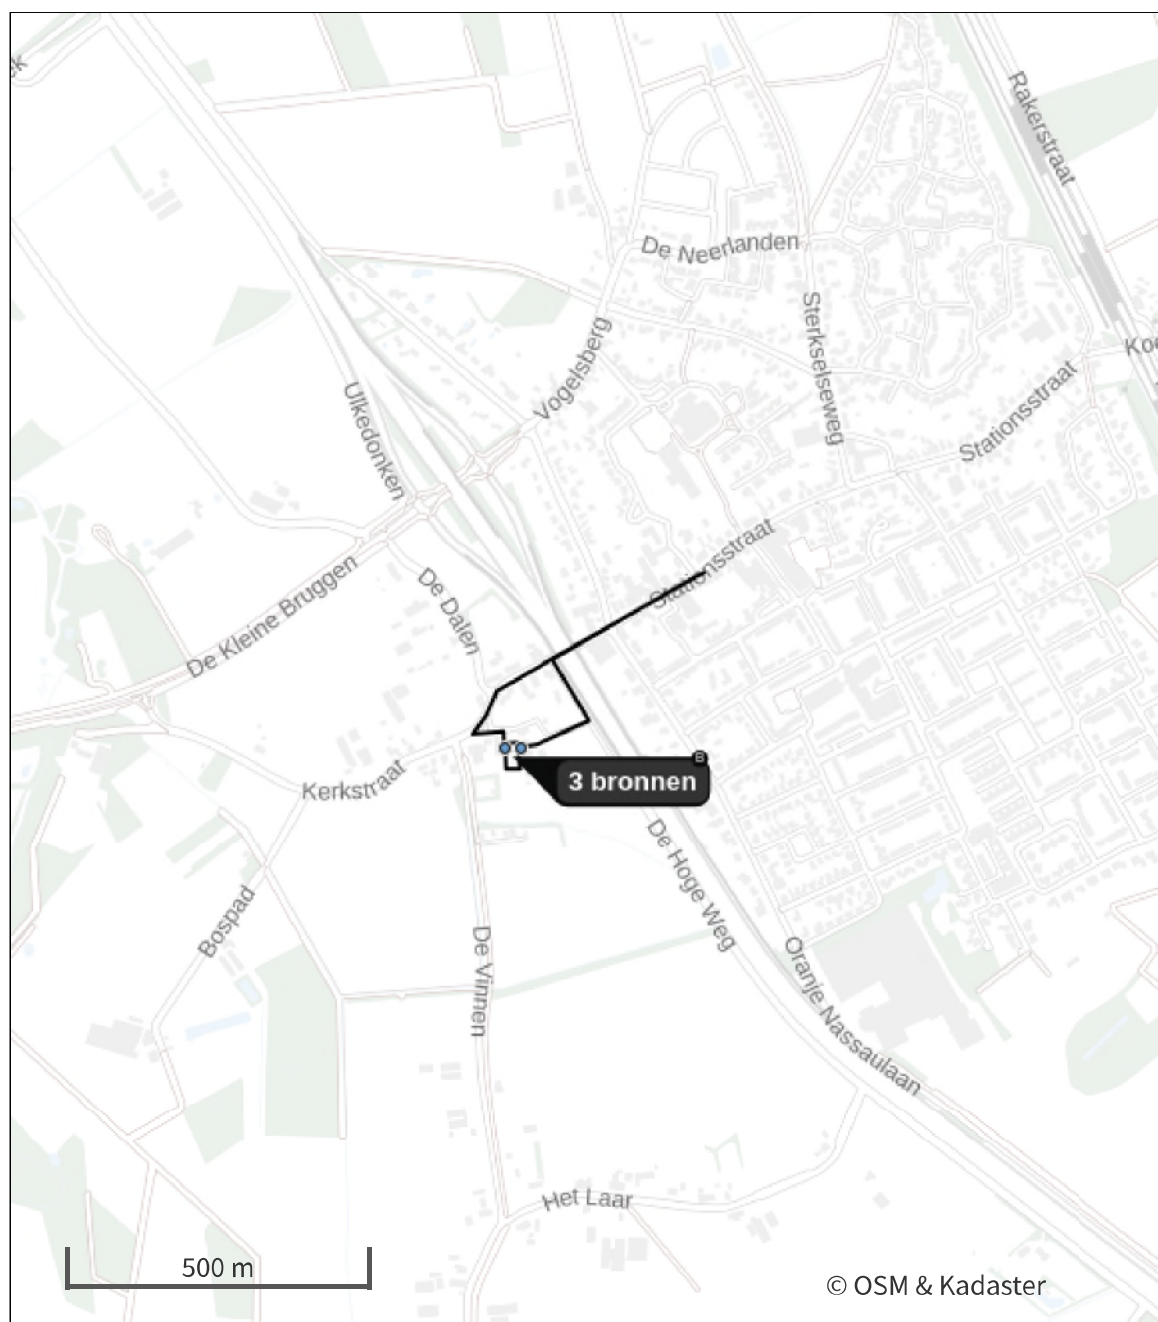 Rakerstraat
De Neerlanden
Sterkselseweg
Vogelsberg
Stationsstraat
Ulkedonken
Stationsstraat
De Kleine Bruggen
De Dalen
Kerkstraat
3 bronnen
B
De Hoge Weg
Bospad
De Vinnen
Oranje Nassaulaan
Het Laar
500 m
© OSM & Kadaster